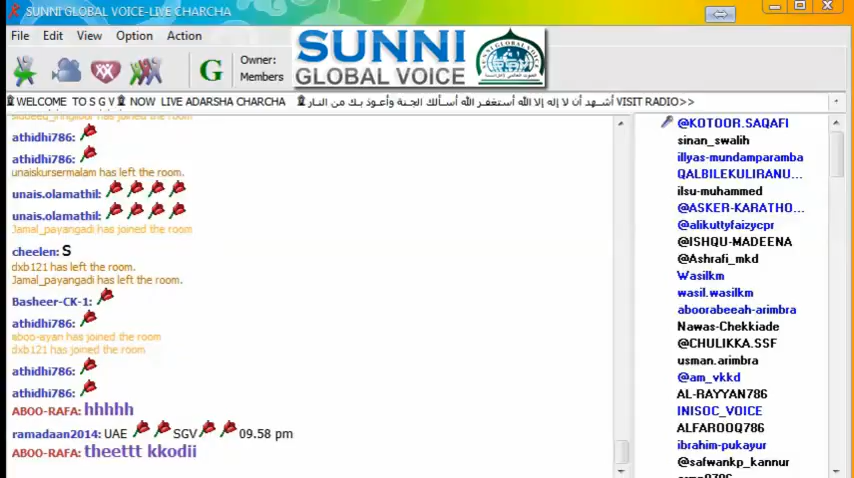 SUNNI GLOBAL VOICE-LIVE CHARCHA
File Edit View Option Action
G
Owner:
Members
SUNNI
GLOBAL VOICE
WELCOME TO S G V NOW LIVE ADARSHA CHARCHA أشهد أن لا إله إلا الله أستغفر الله أسألك الجنة وأعوذ بك من النار VISIT RADIO>>
athidhi786:
athidhi786:
unaiskursermalam has left the room.
unais.olamathil:
unais.olamathil:
Jamal_payangadi has joined the room
cheelen: S
dxb121 has left the room.
Jamal_payangadi has left the room.
Basheer-CK-1:
athidhi786:
aboo-ayan has joined the room
dxb121 has joined the room
athidhi786:
athidhi786:
ABOO-RAFA: hhhhh
ramadaan2014: UAE SGV 09.58 pm
ABOO-RAFA: theettt kkodii
@KOTOOR.SAQAFI
sinan_swalih
illyas-mundamparamba
QALBILEKULIRANU...
ilsu-muhammed
@ASKER-KARATHO...
@alikuttyfaizycpr
@ISHQU-MADEENA
@Ashrafi_mkd
Wasilkm
wasil.wasilkm
aboorabeeah-arimbra
Nawas-Chekkiade
@CHULIKKA.SSF
usman.arimbra
@am_vkkd
AL-RAYYAN786
INISOC_VOICE
ALFAROOQ786
ibrahim-pukayur
@safwankp_kannur